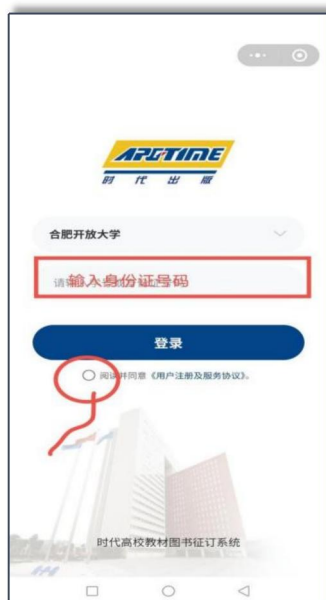 APGTIME
时代出版
合肥开放大学
输入身份证号码
登录
阅读并同意《用户注册及服务协议》。
时代高校教材图书征订系统